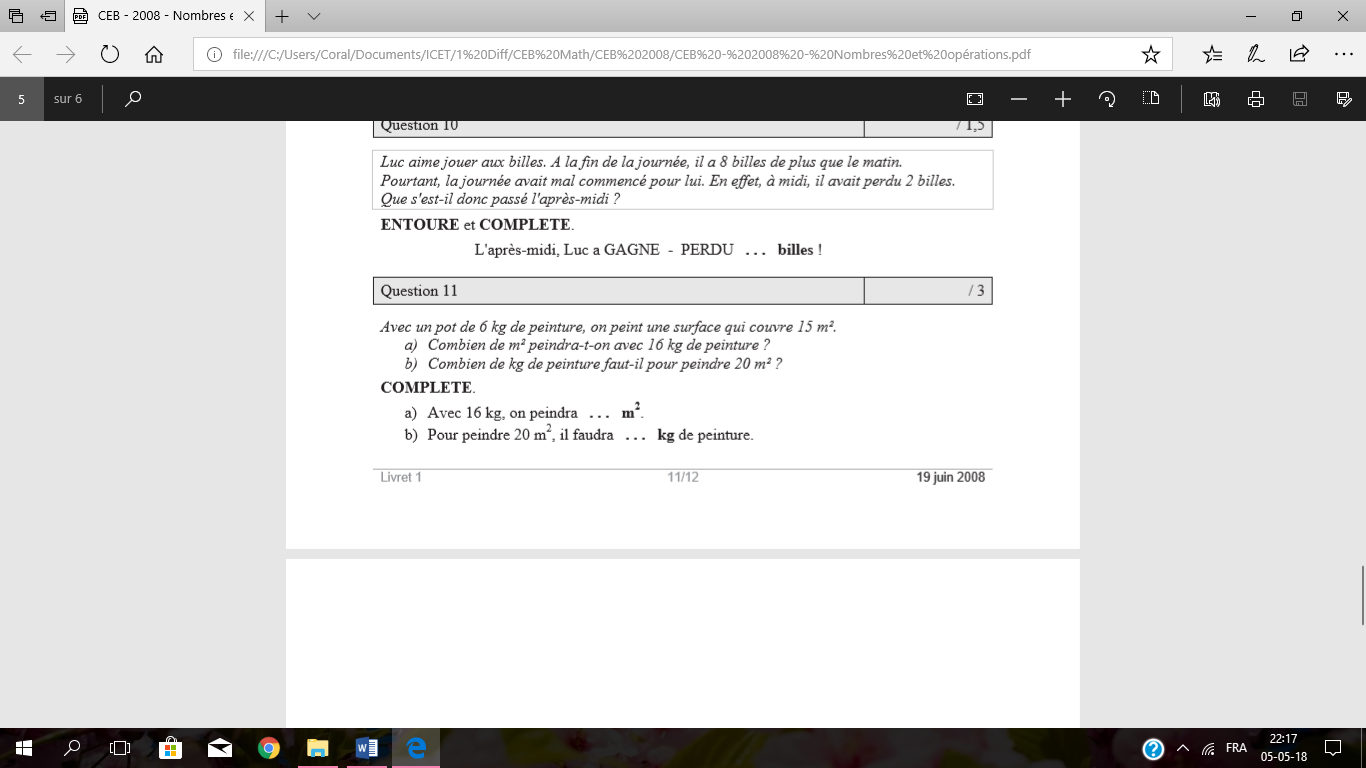 CEB - 2008 - Nombres e
file:///C:/Users/Coral/Documents/ICET/1%20Diff/CEB%20Math/CEB%202008/CEB%20-%202008%20-%20Nombres%20et%20opérations.pdf
5 sur 6
Question 10 / 1,5
Luc aime jouer aux billes. A la fin de la journée, il a 8 billes de plus que le matin.
Pourtant, la journée avait mal commencé pour lui. En effet, à midi, il avait perdu 2 billes.
Que s'est-il donc passé l'après-midi ?
ENTOURE et COMPLETE.
L'après-midi, Luc a GAGNE - PERDU ... billes !
Question 11 / 3
Avec un pot de 6 kg de peinture, on peint une surface qui couvre 15 m².
a) Combien de m² peindra-t-on avec 16 kg de peinture ?
b) Combien de kg de peinture faut-il pour peindre 20 m² ?
COMPLETE.
a) Avec 16 kg, on peindra ... m².
b) Pour peindre 20 m², il faudra ... kg de peinture.
Livret 1 11/12 19 juin 2008
FRA 22:17
05-05-18